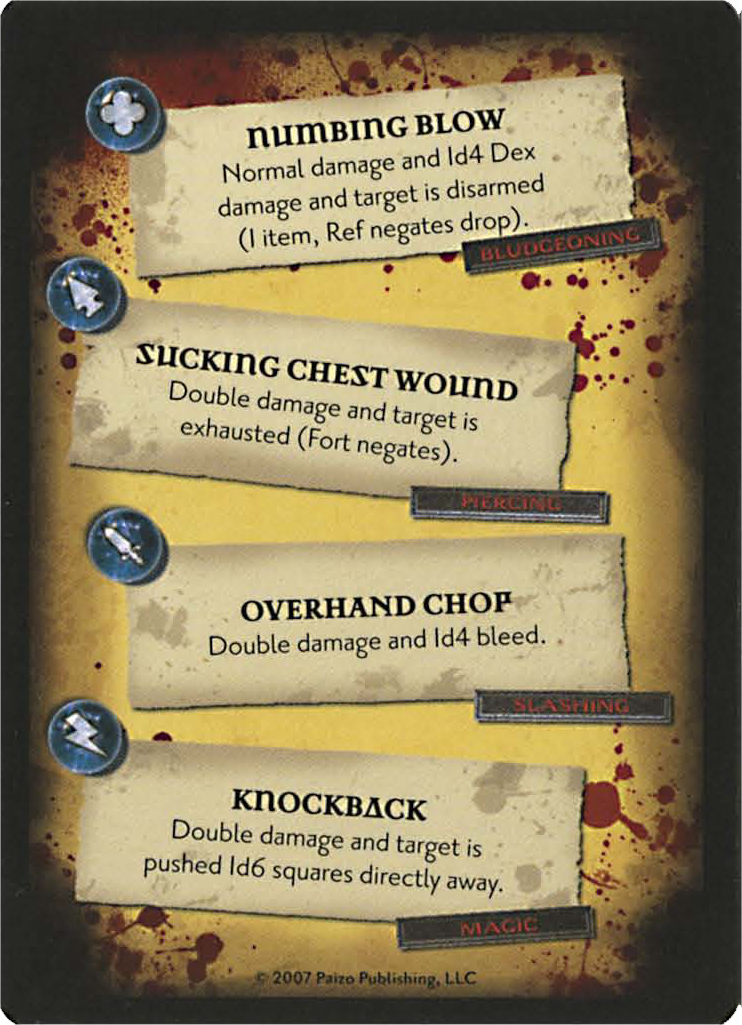 NUMBING BLOW
Normal damage and 1d4 Dex
damage and target is disarmed
(1 item, Ref negates drop).
BLUDGEONING
SUCKING CHEST WOUND
Double damage and target is
exhausted (Fort negates).
PIERCING
OVERHAND CHOP
Double damage and 1d4 bleed.
SLASHING
KNOCKBACK
Double damage and target is
pushed 1d6 squares directly away.
MAGIC
© 2007 Paizo Publishing, LLC